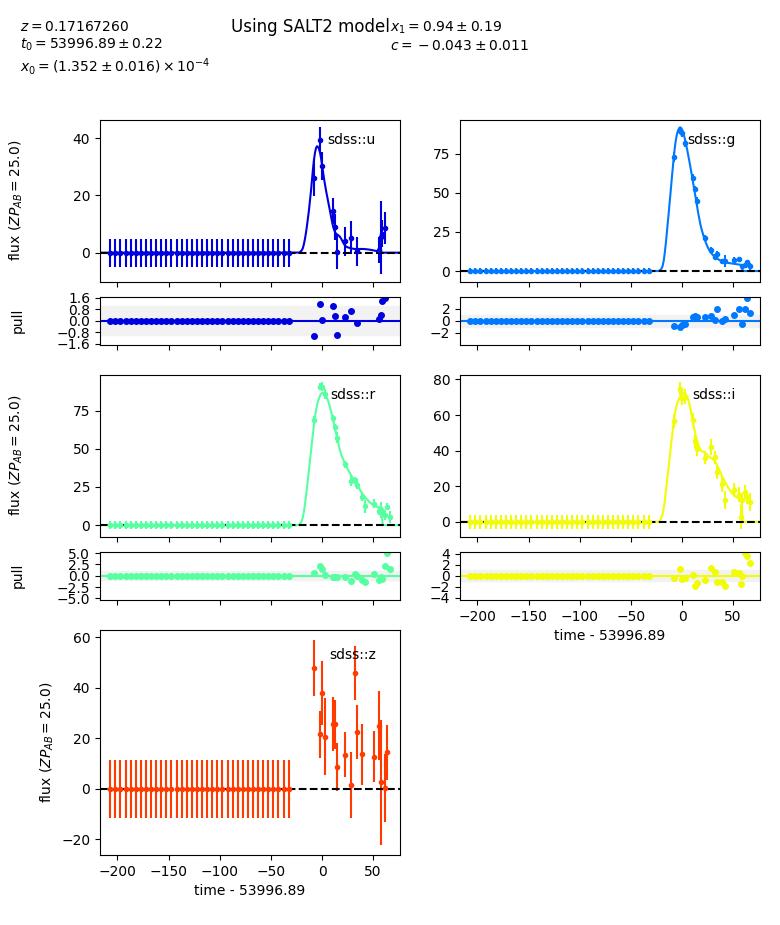 z = 0.17167260
Using SALT2 model
x₁ = 0.94 ± 0.19
t₀ = 53996.89 ± 0.22
c = −0.043 ± 0.011
x₀ = (1.352 ± 0.016) × 10⁻⁴
flux (ZP_AB = 25.0)
40
20
0
sdss::u
75
50
25
0
sdss::g
pull
1.6
0.8
0.0
−0.8
−1.6
2
0
−2
flux (ZP_AB = 25.0)
75
50
25
0
sdss::r
80
60
40
20
0
sdss::i
pull
5.0
2.5
0.0
−2.5
−5.0
4
2
0
−2
−4
−200 −150 −100 −50 0 50
time - 53996.89
flux (ZP_AB = 25.0)
60
40
20
0
−20
sdss::z
−200 −150 −100 −50 0 50
time - 53996.89